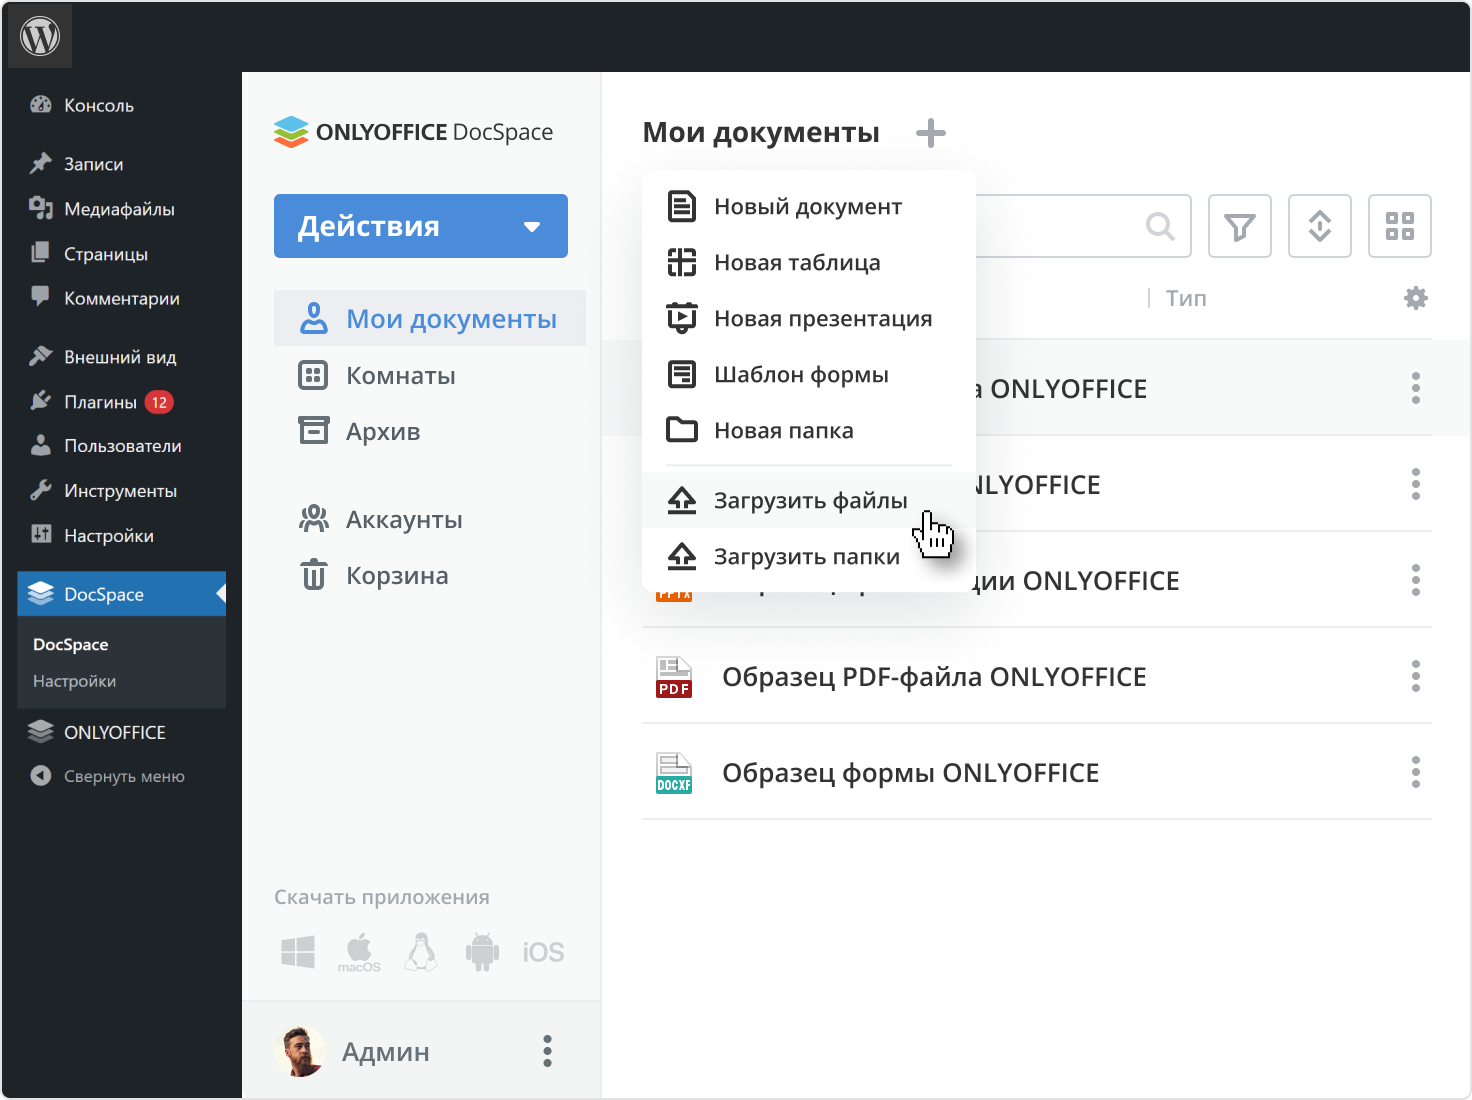 Консоль
Записи
Медиафайлы
Страницы
Комментарии
Внешний вид
Плагины 12
Пользователи
Инструменты
Настройки
DocSpace
DocSpace
Настройки
ONLYOFFICE
Свернуть меню
ONLYOFFICE DocSpace
Действия
Мои документы
Комнаты
Архив
Аккаунты
Корзина
Скачать приложения
macOS
iOS
Админ
Мои документы
Новый документ
Новая таблица
Новая презентация
Шаблон формы
Новая папка
Загрузить файлы
Загрузить папки
Тип
а ONLYOFFICE
NLYOFFICE
ции ONLYOFFICE
PPTX
PDF
Образец PDF-файла ONLYOFFICE
DOCXF
Образец формы ONLYOFFICE